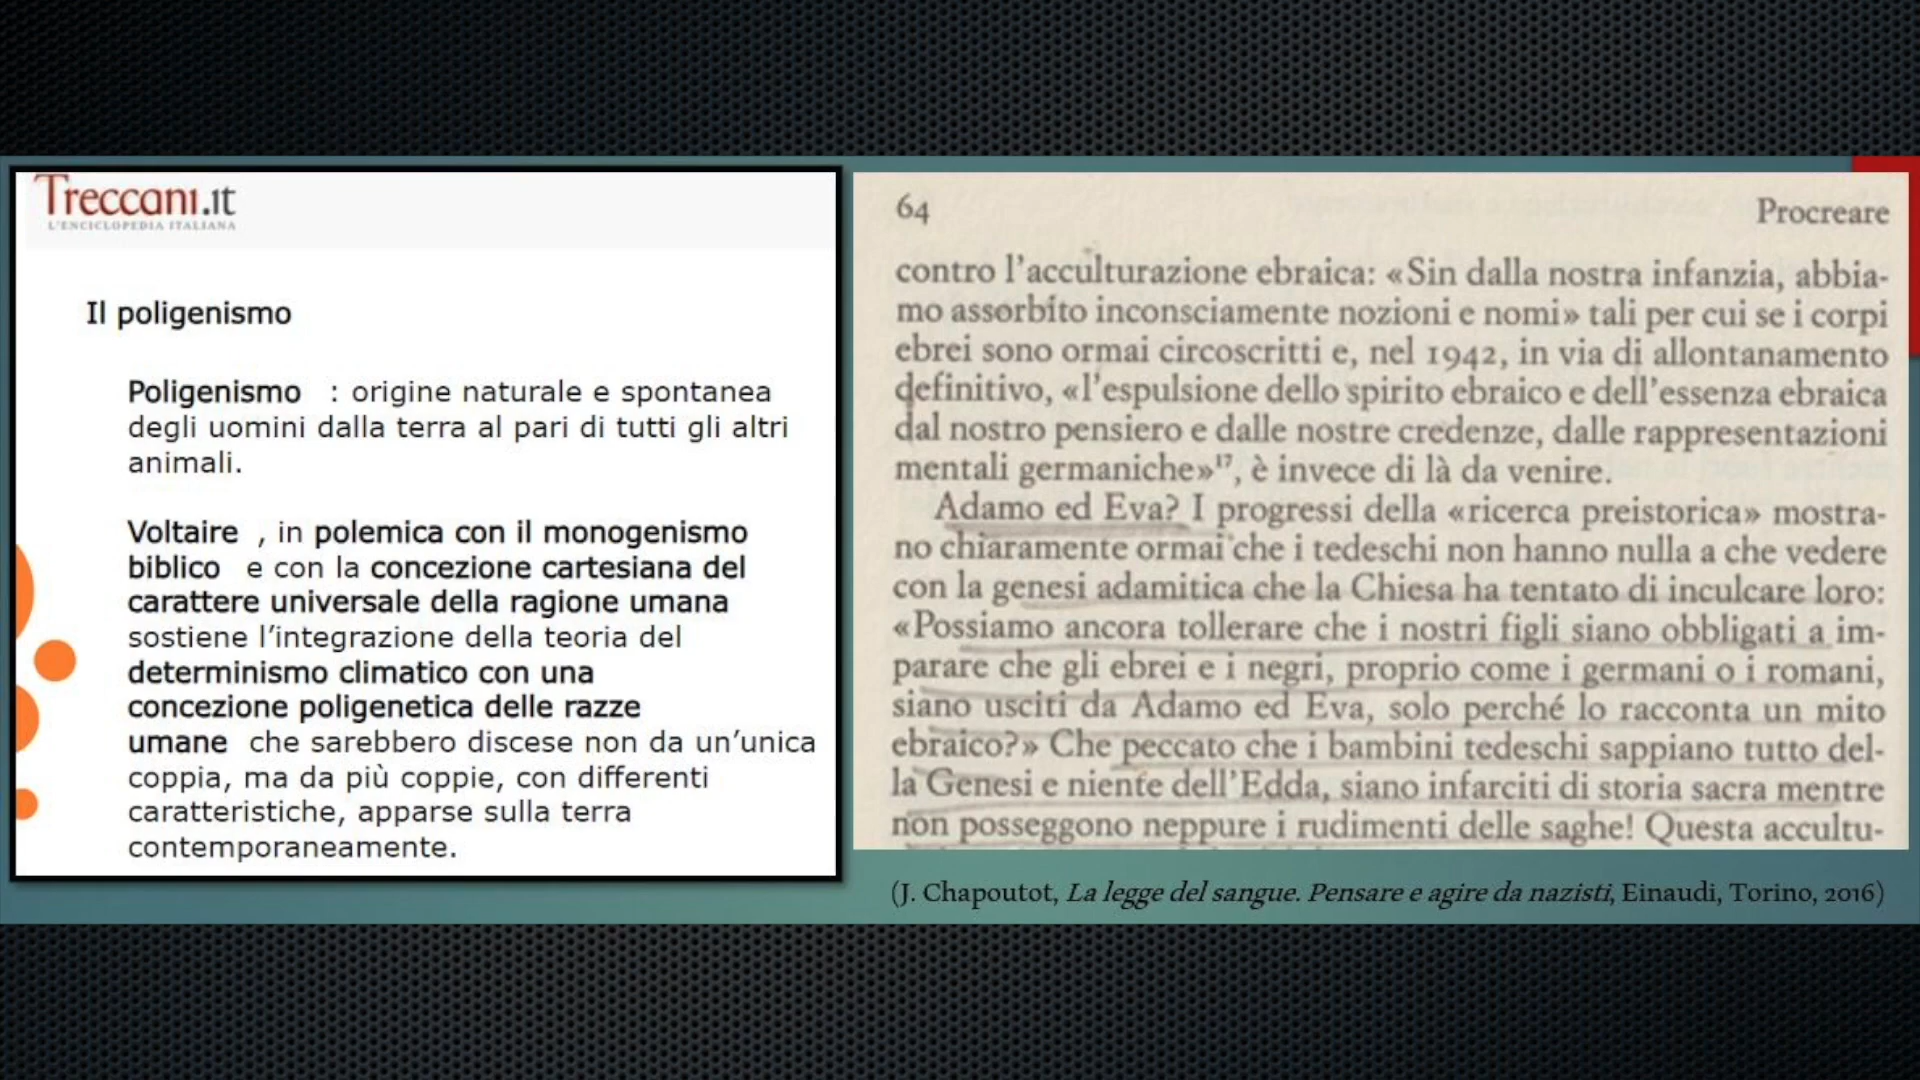 Treccani.it
L'ENCICLOPEDIA ITALIANA
Il poligenismo
Poligenismo : origine naturale e spontanea
degli uomini dalla terra al pari di tutti gli altri
animali.
Voltaire , in polemica con il monogenismo
biblico e con la concezione cartesiana del
carattere universale della ragione umana
sostiene l'integrazione della teoria del
determinismo climatico con una
concezione poligenetica delle razze
umane che sarebbero discese non da un'unica
coppia, ma da più coppie, con differenti
caratteristiche, apparse sulla terra
contemporaneamente.
64 Procreare
contro l'acculturazione ebraica: «Sin dalla nostra infanzia, abbia-
mo assorbito inconsciamente nozioni e nomi» tali per cui se i corpi
ebrei sono ormai circoscritti e, nel 1942, in via di allontanamento
definitivo, «l'espulsione dello spirito ebraico e dell'essenza ebraica
dal nostro pensiero e dalle nostre credenze, dalle rappresentazioni
mentali germaniche»¹⁷, è invece di là da venire.
Adamo ed Eva? I progressi della «ricerca preistorica» mostra-
no chiaramente ormai che i tedeschi non hanno nulla a che vedere
con la genesi adamitica che la Chiesa ha tentato di inculcare loro:
«Possiamo ancora tollerare che i nostri figli siano obbligati a im-
parare che gli ebrei e i negri, proprio come i germani o i romani,
siano usciti da Adamo ed Eva, solo perché lo racconta un mito
ebraico?» Che peccato che i bambini tedeschi sappiano tutto del-
la Genesi e niente dell'Edda, siano infarciti di storia sacra mentre
non posseggono neppure i rudimenti delle saghe! Questa accultu-
(J. Chapoutot, La legge del sangue. Pensare e agire da nazisti, Einaudi, Torino, 2016)